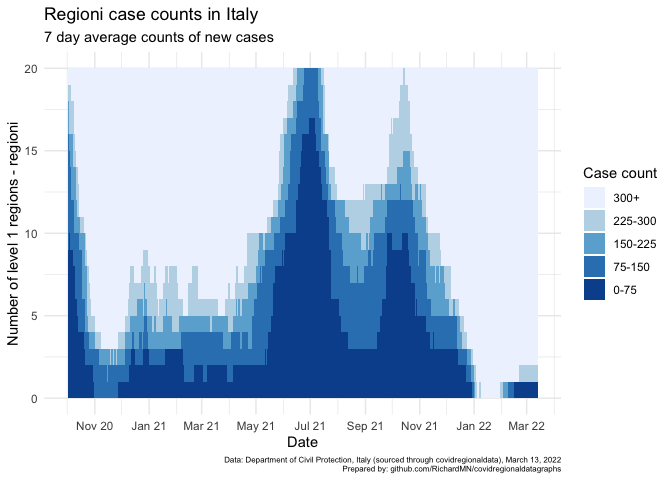 Regioni case counts in Italy
7 day average counts of new cases
Number of level 1 regions - regioni
20
15
10
5
0
Nov 20 Jan 21 Mar 21 May 21 Jul 21 Sep 21 Nov 21 Jan 22 Mar 22
Date
Case count
300+
225-300
150-225
75-150
0-75
Data: Department of Civil Protection, Italy (sourced through covidregionaldata), March 13, 2022
Prepared by: github.com/RichardMN/covidregionaldatagraphs